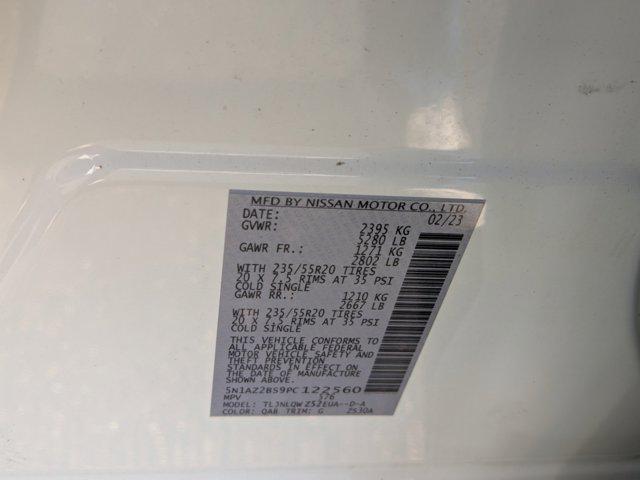 MFD BY NISSAN MOTOR CO., LTD.
DATE: 02/23
GVWR: 2395 KG
5280 LB
GAWR FR.: 1271 KG
2802 LB
WITH 235/55R20 TIRES
20 X 7.5 RIMS AT 35 PSI
COLD SINGLE
GAWR RR.: 1210 KG
2667 LB
WITH 235/55R20 TIRES
20 X 7.5 RIMS AT 35 PSI
COLD SINGLE
THIS VEHICLE CONFORMS TO
ALL APPLICABLE FEDERAL
MOTOR VEHICLE SAFETY AND
THEFT PREVENTION
STANDARDS IN EFFECT ON
THE DATE OF MANUFACTURE
SHOWN ABOVE.
5N1AZ2BS9PC122560
MPV 576
MODEL: TLJNLQW Z52EUA--D-A
COLOR: QAB TRIM: G 2530A